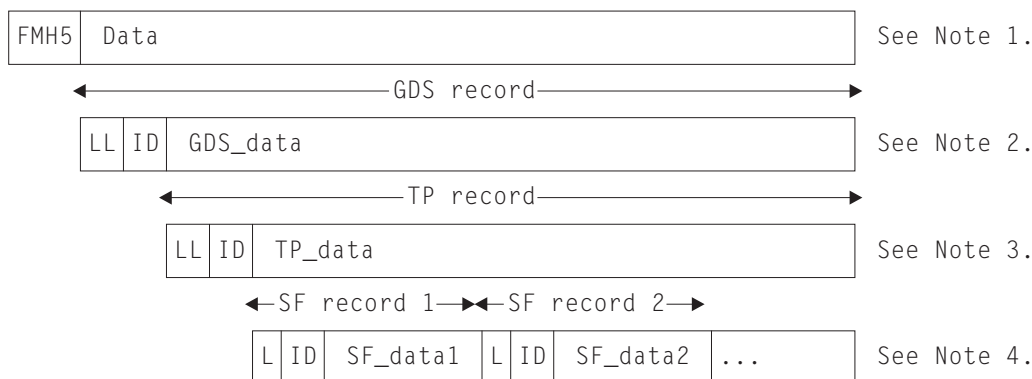 FMH5 Data See Note 1.
GDS record
LL ID GDS_data See Note 2.
TP record
LL ID TP_data See Note 3.
SF record 1 SF record 2
L ID SF_data1 L ID SF_data2 ... See Note 4.